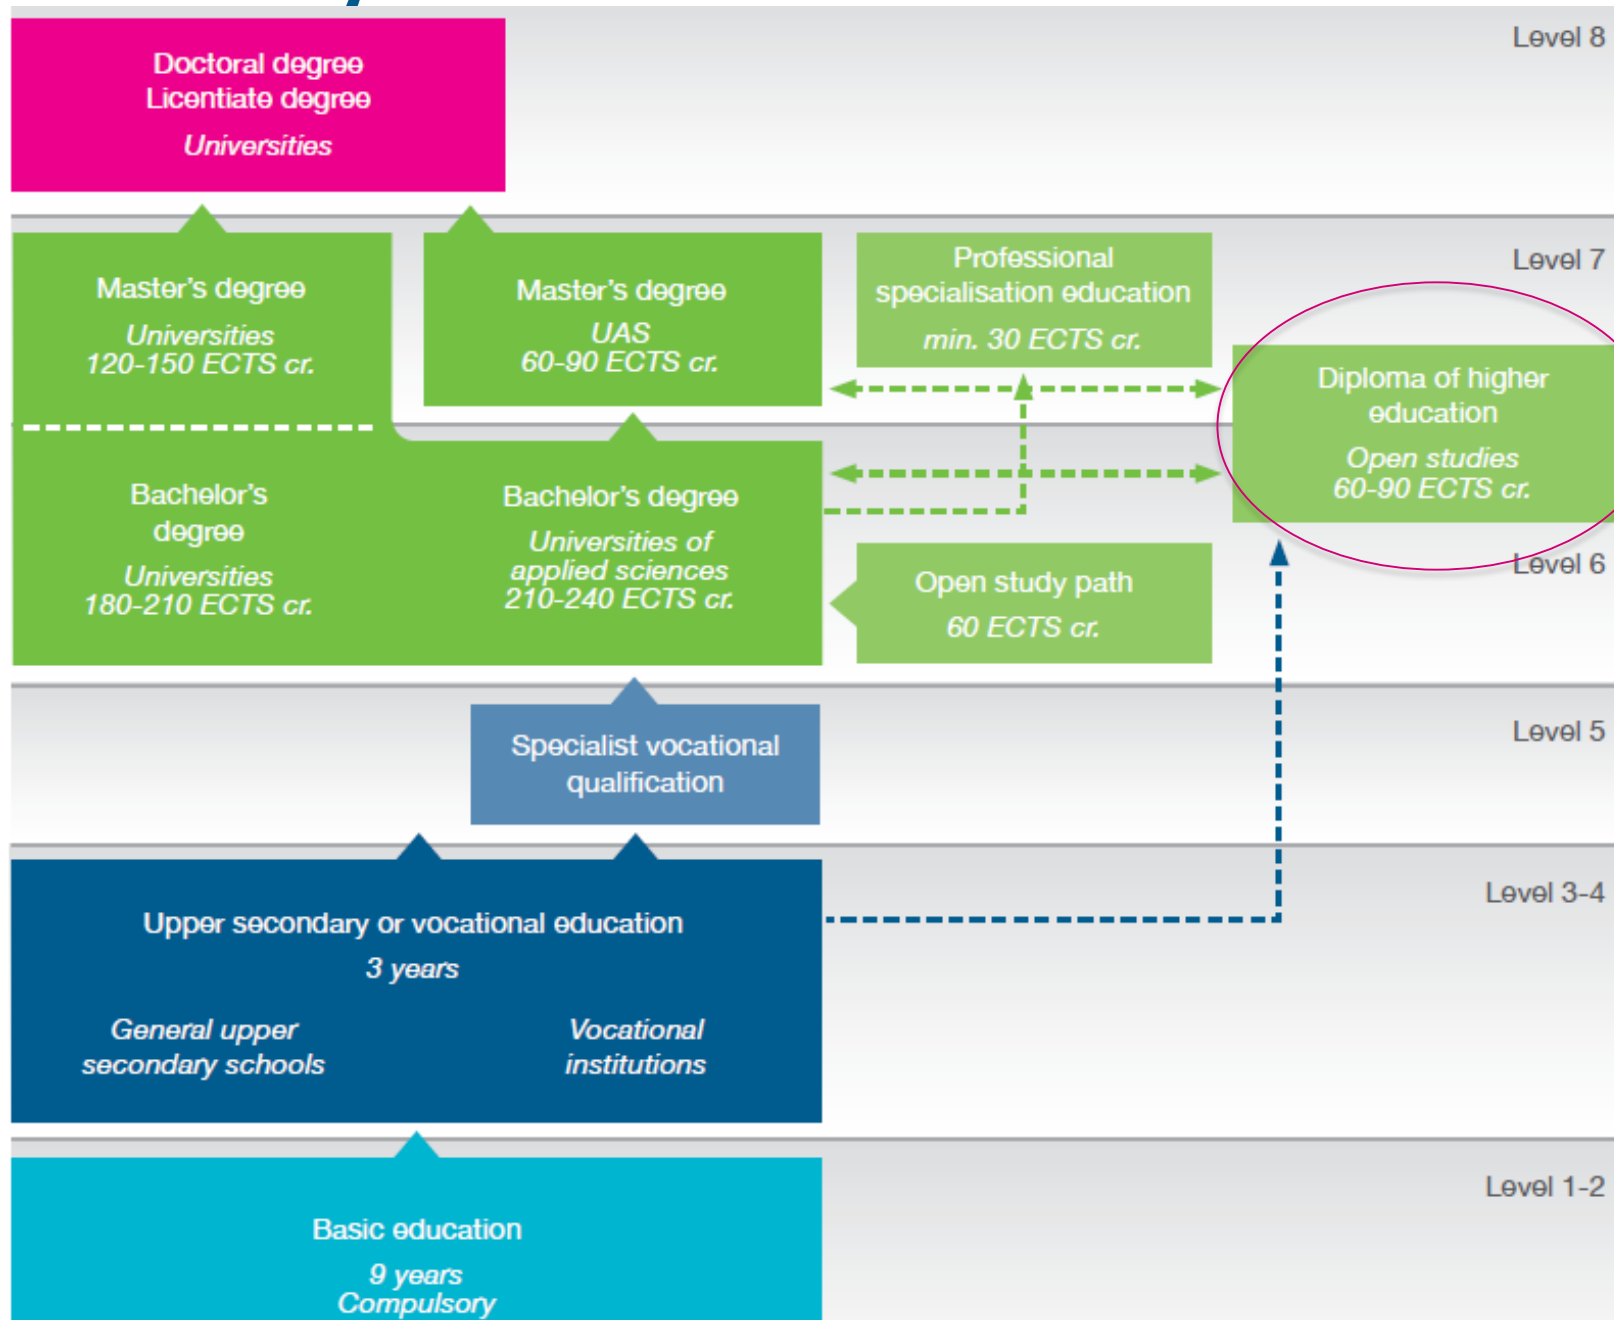 Level 8
Doctoral degree
Licentiate degree
Universities
Level 7
Master's degree
Universities
120-150 ECTS cr.
Master's degree
UAS
60-90 ECTS cr.
Professional
specialisation education
min. 30 ECTS cr.
Diploma of higher
education
Open studies
60-90 ECTS cr.
Bachelor's
degree
Universities
180-210 ECTS cr.
Bachelor's degree
Universities of
applied sciences
210-240 ECTS cr.
Open study path
60 ECTS cr.
Level 6
Specialist vocational
qualification
Level 5
Upper secondary or vocational education
3 years
General upper
secondary schools
Vocational
institutions
Level 3-4
Level 1-2
Basic education
9 years
Compulsory